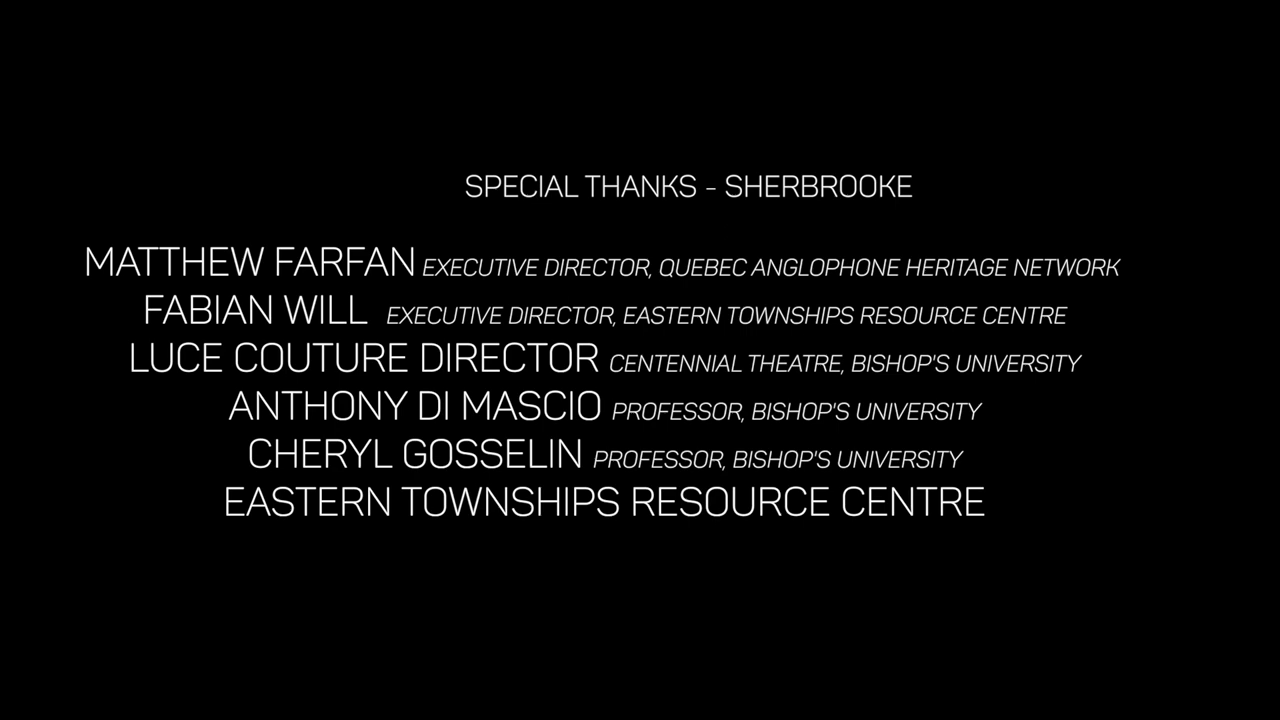 SPECIAL THANKS - SHERBROOKE
MATTHEW FARFAN EXECUTIVE DIRECTOR, QUEBEC ANGLOPHONE HERITAGE NETWORK
FABIAN WILL EXECUTIVE DIRECTOR, EASTERN TOWNSHIPS RESOURCE CENTRE
LUCE COUTURE DIRECTOR CENTENNIAL THEATRE, BISHOP'S UNIVERSITY
ANTHONY DI MASCIO PROFESSOR, BISHOP'S UNIVERSITY
CHERYL GOSSELIN PROFESSOR, BISHOP'S UNIVERSITY
EASTERN TOWNSHIPS RESOURCE CENTRE